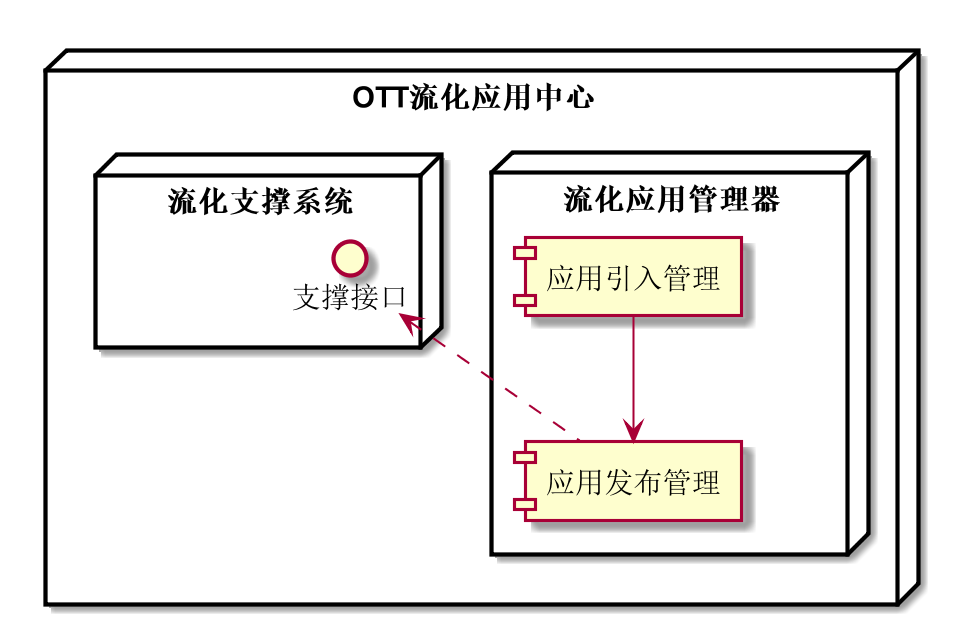 OTT流化应用中心
流化支撑系统
支撑接口
流化应用管理器
应用引入管理
应用发布管理